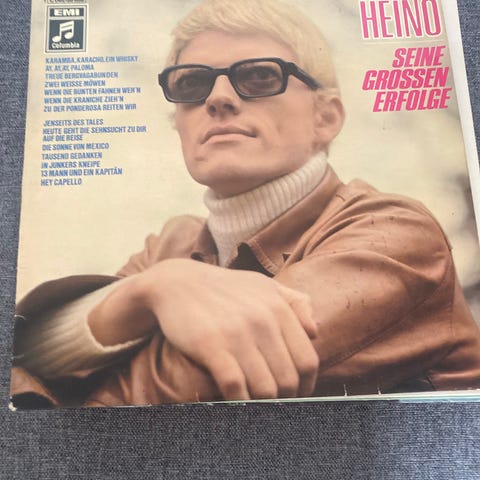 EMI
Columbia
HEINO
SEINE
GROSSEN
ERFOLGE
KARAMBA, KARACHO, EIN WHISKY
AY, AY, AY, PALOMA
TREUE BERGVAGABUNDEN
ZWEI WEISSE MÖWEN
WENN DIE BUNTEN FAHNEN WEH'N
WENN DIE KRANICHE ZIEH'N
ZU DER PONDEROSA REITEN WIR
JENSEITS DES TALES
HEUTE GEHT DIE SEHNSUCHT ZU DIR
AUF DIE REISE
DIE SONNE VON MEXICO
TAUSEND GEDANKEN
IN JUNKERS KNEIPE
13 MANN UND EIN KAPITÄN
HEY CAPELLO